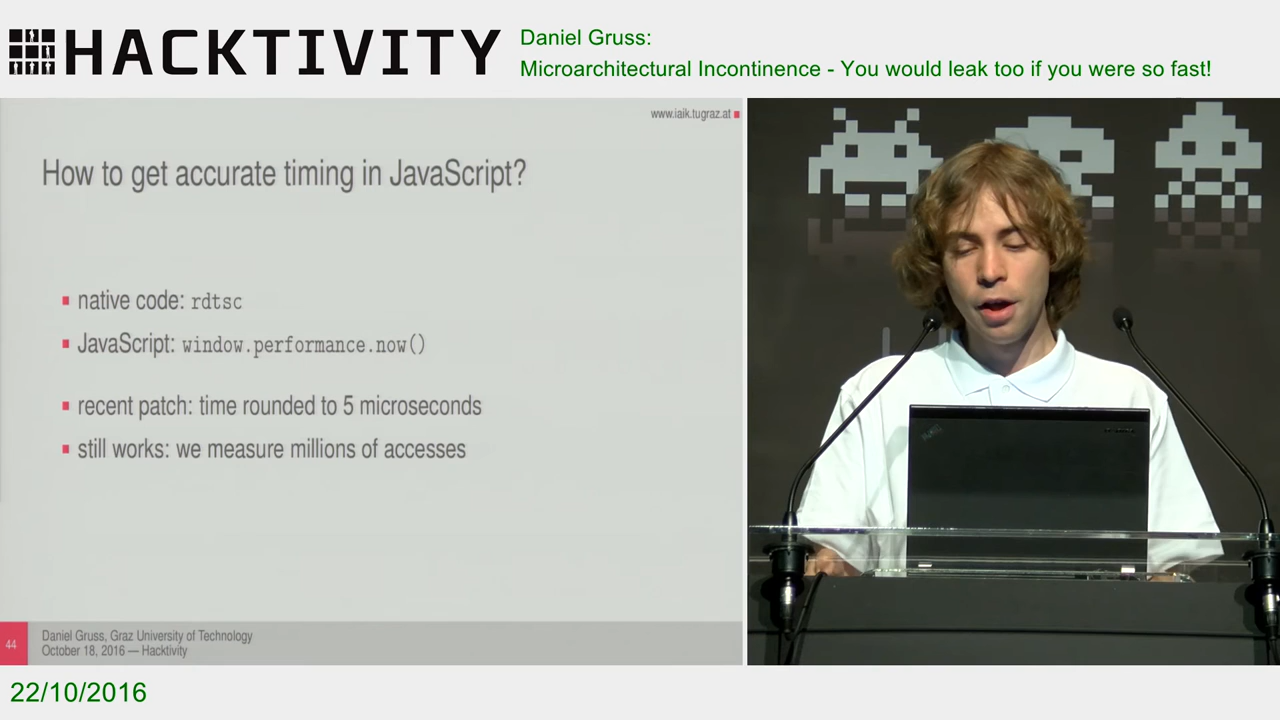 HACKTIVITY
Daniel Gruss:
Microarchitectural Incontinence - You would leak too if you were so fast!
www.iaik.tugraz.at
How to get accurate timing in JavaScript?
native code: rdtsc
JavaScript: window.performance.now()
recent patch: time rounded to 5 microseconds
still works: we measure millions of accesses
44
Daniel Gruss, Graz University of Technology
October 18, 2016 — Hacktivity
22/10/2016